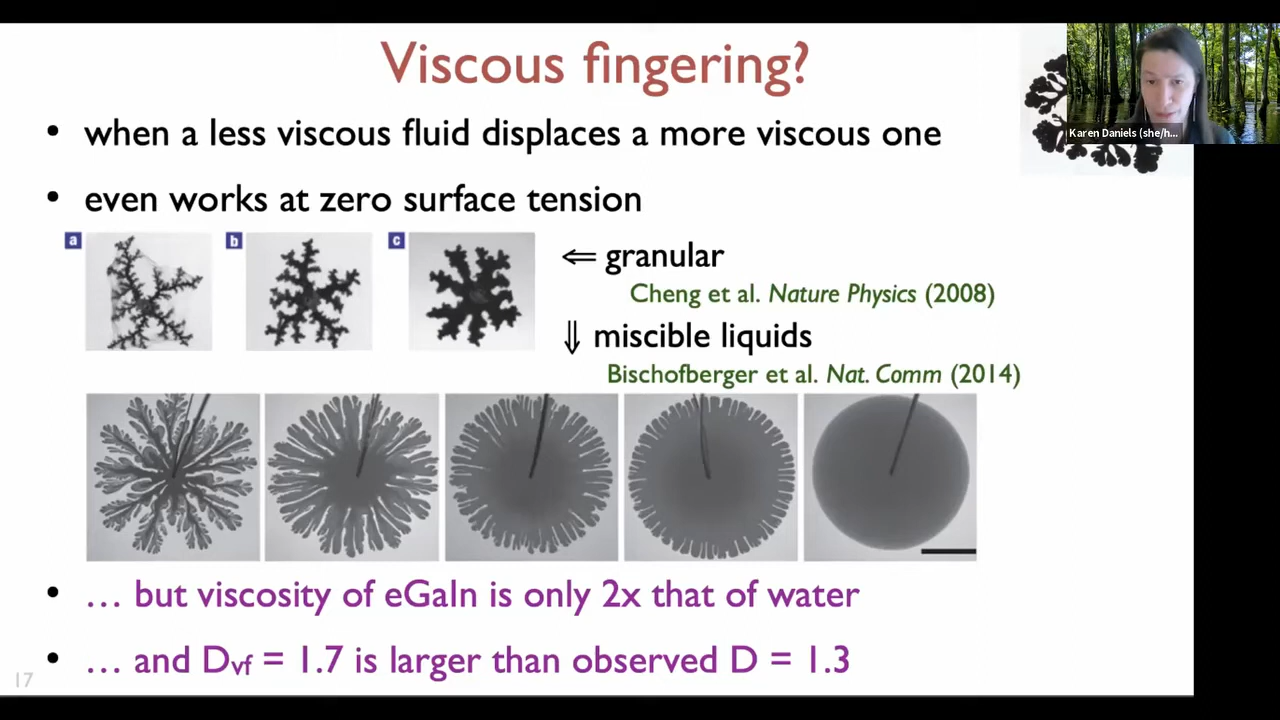 Viscous fingering?
• when a less viscous fluid displaces a more viscous one
• even works at zero surface tension
a b c
⇐ granular
Cheng et al. Nature Physics (2008)
⇓ miscible liquids
Bischofberger et al. Nat. Comm (2014)
• … but viscosity of eGaIn is only 2x that of water
• … and Dvf = 1.7 is larger than observed D = 1.3
17
Karen Daniels (she/h...